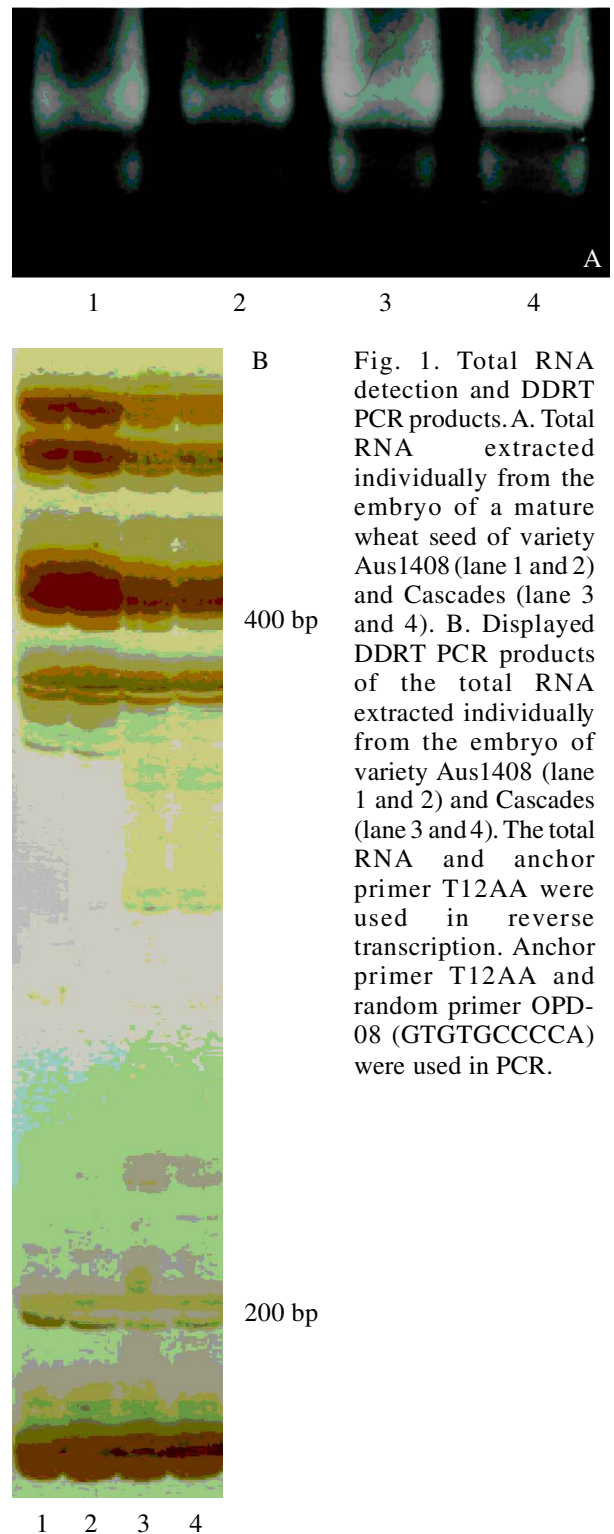 A
1 2 3 4
B
400 bp
200 bp
1 2 3 4
Fig. 1. Total RNA
detection and DDRT
PCR products. A. Total
RNA extracted
individually from the
embryo of a mature
wheat seed of variety
Aus1408 (lane 1 and 2)
and Cascades (lane 3
and 4). B. Displayed
DDRT PCR products
of the total RNA
extracted individually
from the embryo of
variety Aus1408 (lane
1 and 2) and Cascades
(lane 3 and 4). The total
RNA and anchor
primer T12AA were
used in reverse
transcription. Anchor
primer T12AA and
random primer OPD-
08 (GTGTGCCCCA)
were used in PCR.